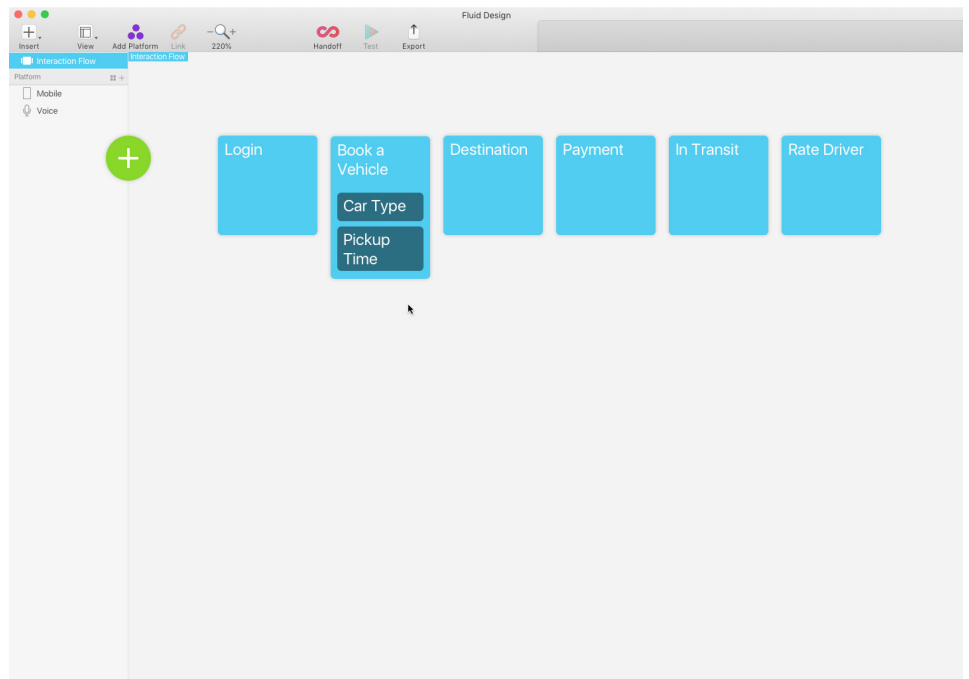 Fluid Design
Insert
View
Add Platform
Link
220%
Handoff
Test
Export
Interaction Flow
Interaction Flow
Platform
Mobile
Voice
Login
Book a
Vehicle
Car Type
Pickup
Time
Destination
Payment
In Transit
Rate Driver